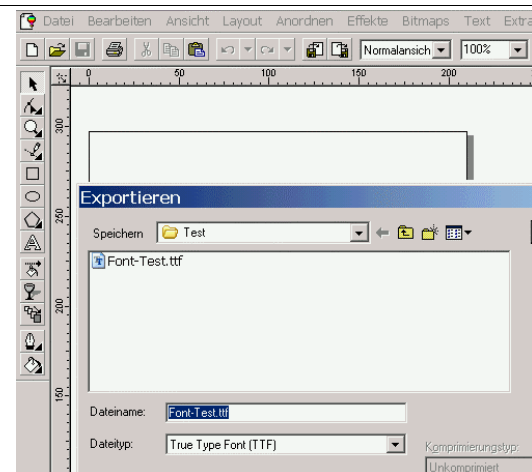 Datei Bearbeiten Ansicht Layout Anordnen Effekte Bitmaps Text Extra
Normalansich 100%
0 50 100 150 200
300
Exportieren
250
Speichern Test
Font-Test.ttf
200
150
Dateiname: Font-Test.ttf
Dateityp: True Type Font (TTF)
Komprimierungstyp:
Unkomprimiert